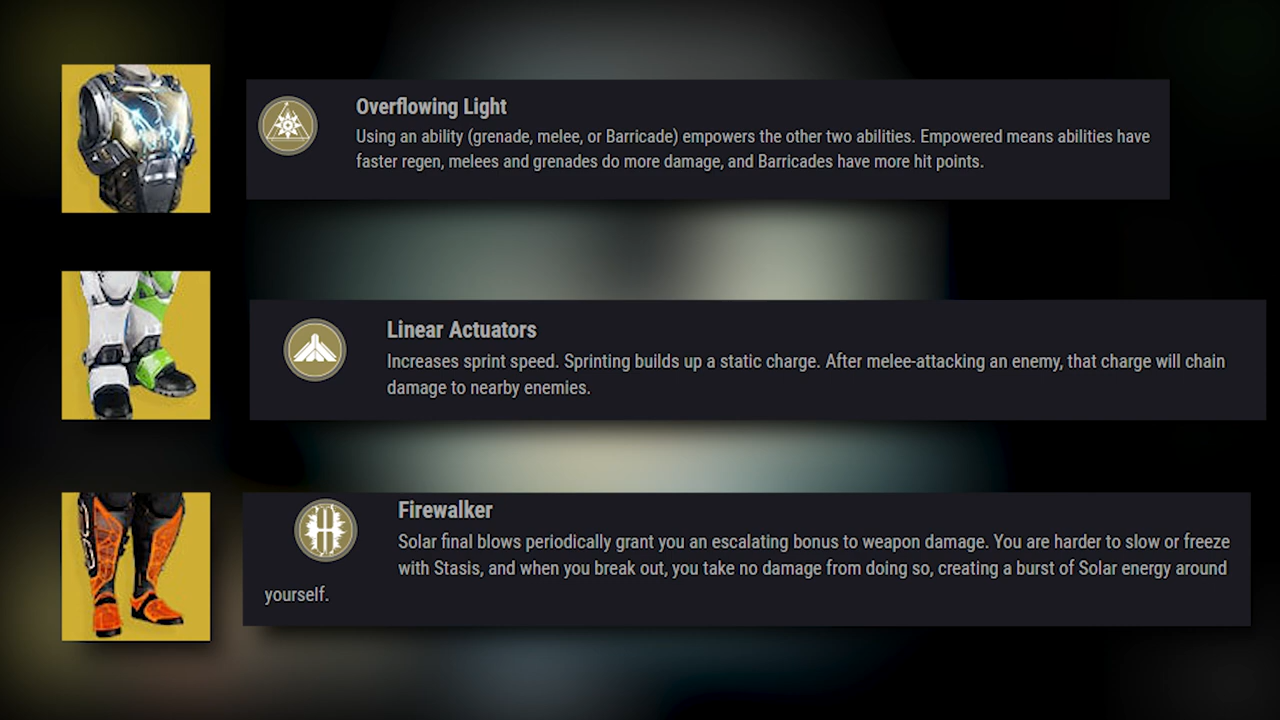 Overflowing Light
Using an ability (grenade, melee, or Barricade) empowers the other two abilities. Empowered means abilities have
faster regen, melees and grenades do more damage, and Barricades have more hit points.
Linear Actuators
Increases sprint speed. Sprinting builds up a static charge. After melee-attacking an enemy, that charge will chain
damage to nearby enemies.
Firewalker
Solar final blows periodically grant you an escalating bonus to weapon damage. You are harder to slow or freeze
with Stasis, and when you break out, you take no damage from doing so, creating a burst of Solar energy around
yourself.